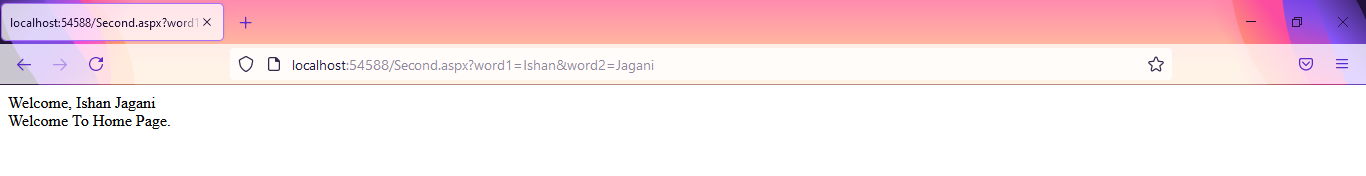 localhost:54588/Second.aspx?word1
localhost:54588/Second.aspx?word1=Ishan&word2=Jagani
Welcome, Ishan Jagani
Welcome To Home Page.